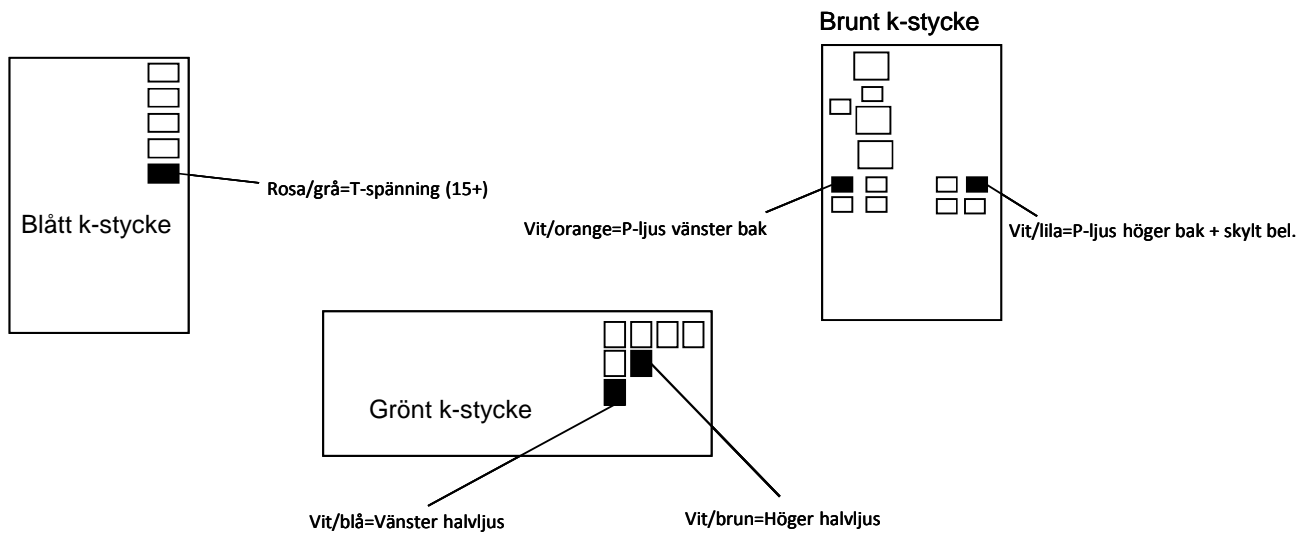 Brunt k-stycke
Rosa/grå=T-spänning (15+)
Blått k-stycke
Vit/orange=P-ljus vänster bak
Vit/lila=P-ljus höger bak + skylt bel.
Grönt k-stycke
Vit/blå=Vänster halvljus
Vit/brun=Höger halvljus